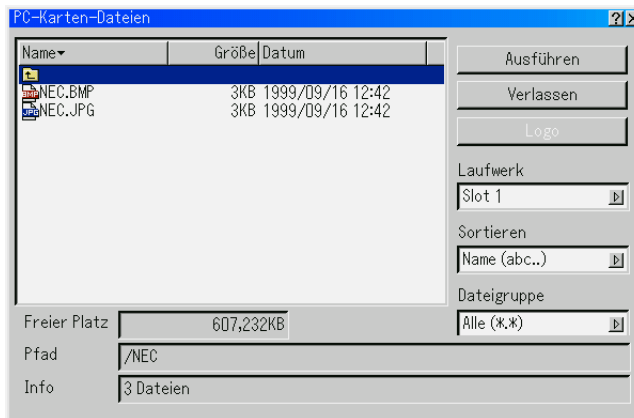 PC-Karten-Dateien
Name Größe Datum
NEC.BMP 3KB 1999/09/16 12:42
NEC.JPG 3KB 1999/09/16 12:42
Ausführen
Verlassen
Logo
Laufwerk
Slot 1
Sortieren
Name (abc..)
Dateigruppe
Alle (*.*)
Freier Platz 607,232KB
Pfad /NEC
Info 3 Dateien